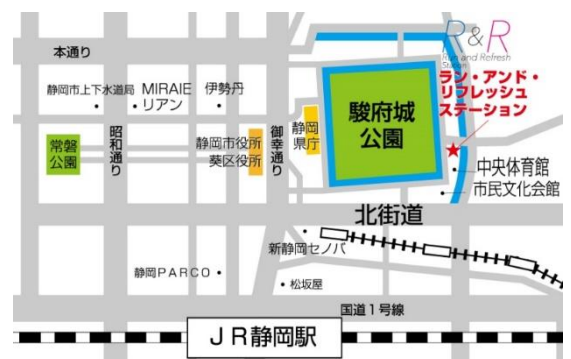 R&R
Run and Refresh
Station
本通り
ラン・アンド・
リフレッシュ
ステーション
静岡市上下水道局
MIRAIE
リアン
伊勢丹
駿府城
公園
静岡
県庁
常磐
公園
昭和通り
静岡市役所
葵区役所
御幸通り
中央体育館
市民文化会館
北街道
新静岡セノバ
静岡PARCO
松坂屋
国道1号線
JR静岡駅